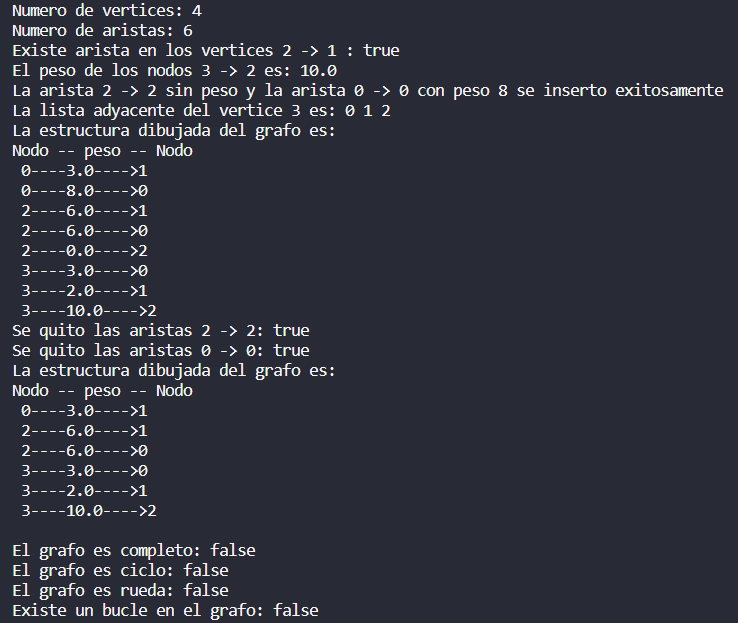 Numero de vertices: 4
Numero de aristas: 6
Existe arista en los vertices 2 -> 1 : true
El peso de los nodos 3 -> 2 es: 10.0
La arista 2 -> 2 sin peso y la arista 0 -> 0 con peso 8 se inserto exitosamente
La lista adyacente del vertice 3 es: 0 1 2
La estructura dibujada del grafo es:
Nodo -- peso -- Nodo
 0----3.0---->1
 0----8.0---->0
 2----6.0---->1
 2----6.0---->0
 2----0.0---->2
 3----3.0---->0
 3----2.0---->1
 3----10.0---->2
Se quito las aristas 2 -> 2: true
Se quito las aristas 0 -> 0: true
La estructura dibujada del grafo es:
Nodo -- peso -- Nodo
 0----3.0---->1
 2----6.0---->1
 2----6.0---->0
 3----3.0---->0
 3----2.0---->1
 3----10.0---->2

El grafo es completo: false
El grafo es ciclo: false
El grafo es rueda: false
Existe un bucle en el grafo: false